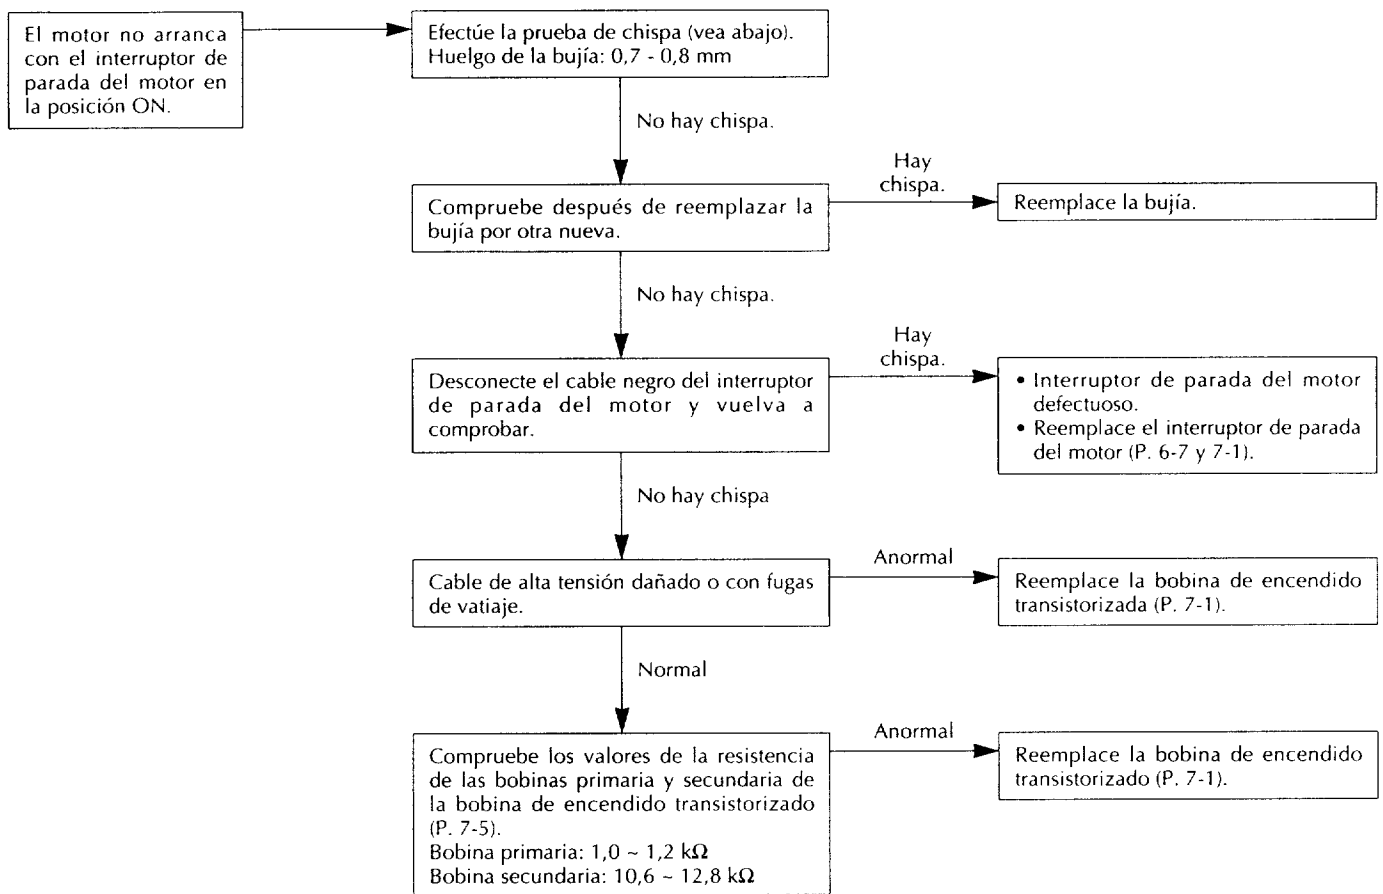 El motor no arranca
con el interruptor de
parada del motor en
la posición ON.
Efectúe la prueba de chispa (vea abajo).
Huelgo de la bujía: 0,7 - 0,8 mm
No hay chispa.
Compruebe después de reemplazar la
bujía por otra nueva.
Hay
chispa.
Reemplace la bujía.
No hay chispa.
Desconecte el cable negro del interruptor
de parada del motor y vuelva a
comprobar.
Hay
chispa.
• Interruptor de parada del motor
defectuoso.
• Reemplace el interruptor de parada
del motor (P. 6-7 y 7-1).
No hay chispa
Cable de alta tensión dañado o con fugas
de vatiaje.
Anormal
Reemplace la bobina de encendido
transistorizada (P. 7-1).
Normal
Compruebe los valores de la resistencia
de las bobinas primaria y secundaria de
la bobina de encendido transistorizado
(P. 7-5).
Bobina primaria: 1,0 ~ 1,2 kΩ
Bobina secundaria: 10,6 ~ 12,8 kΩ
Anormal
Reemplace la bobina de encendido
transistorizado (P. 7-1).